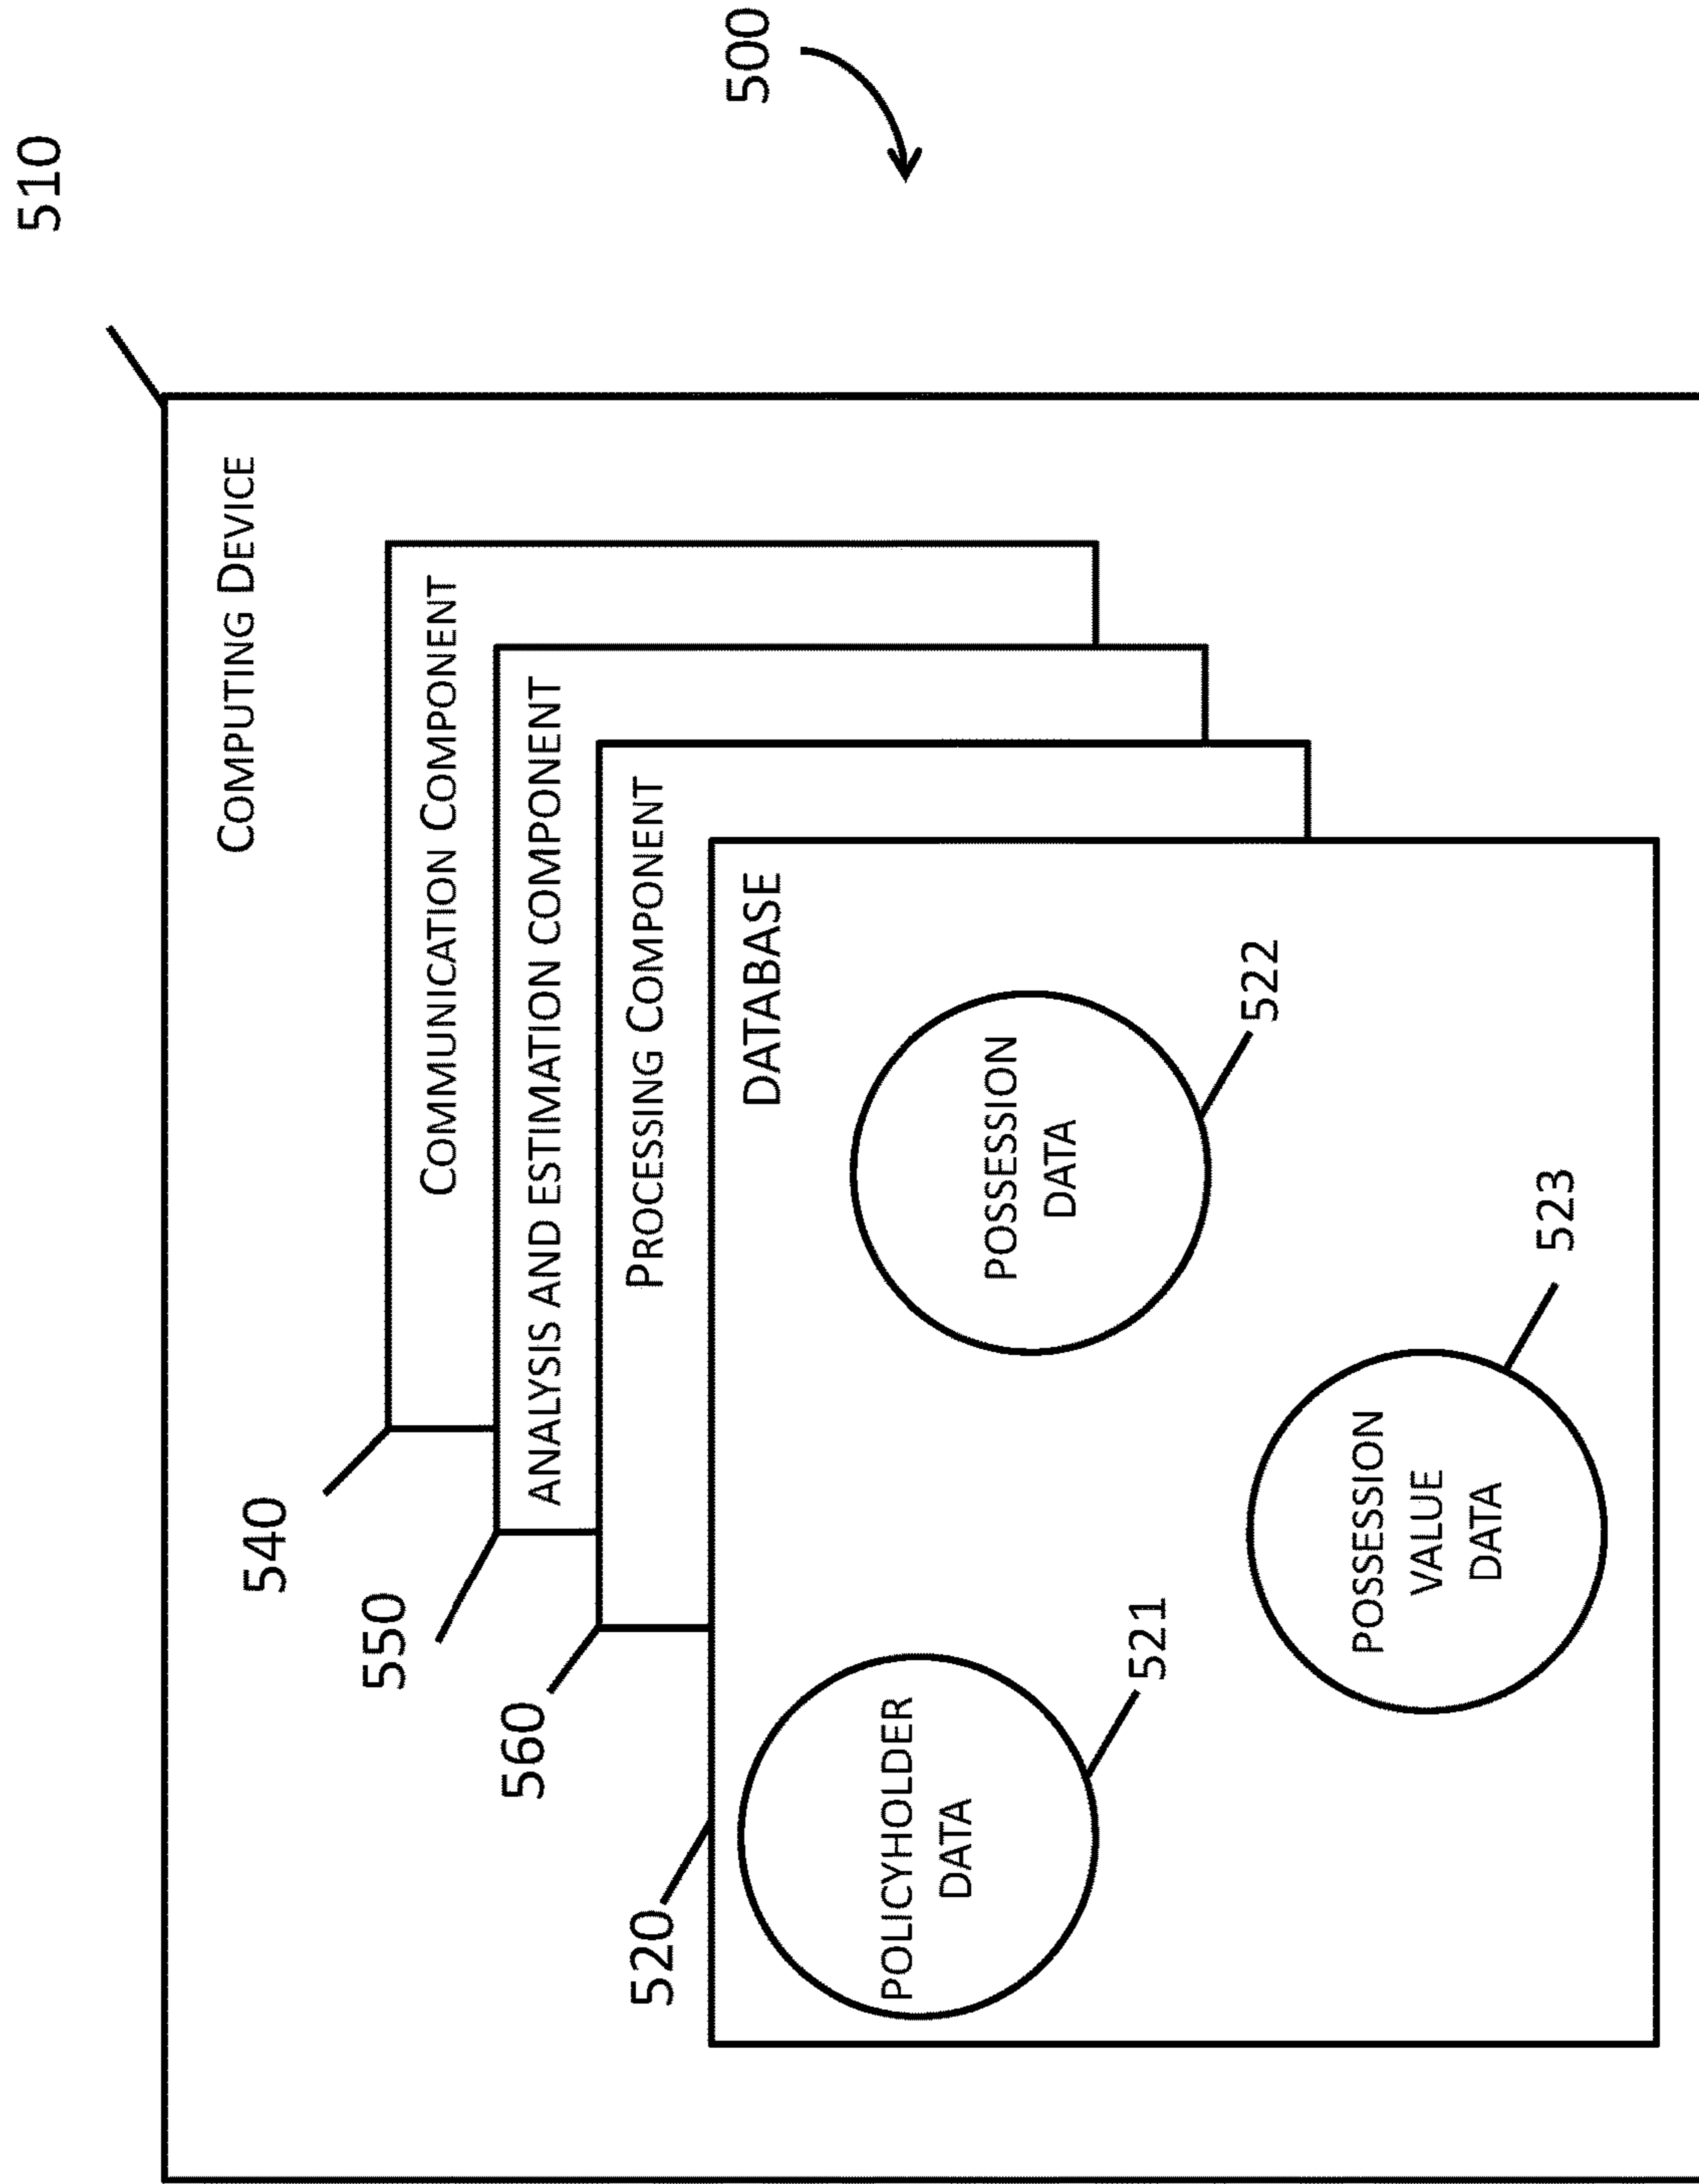 510
500
COMPUTING DEVICE
540
COMMUNICATION COMPONENT
550
ANALYSIS AND ESTIMATION COMPONENT
560
PROCESSING COMPONENT
520
DATABASE
POLICYHOLDER
DATA
521
POSSESSION
DATA
522
POSSESSION
VALUE
DATA
523